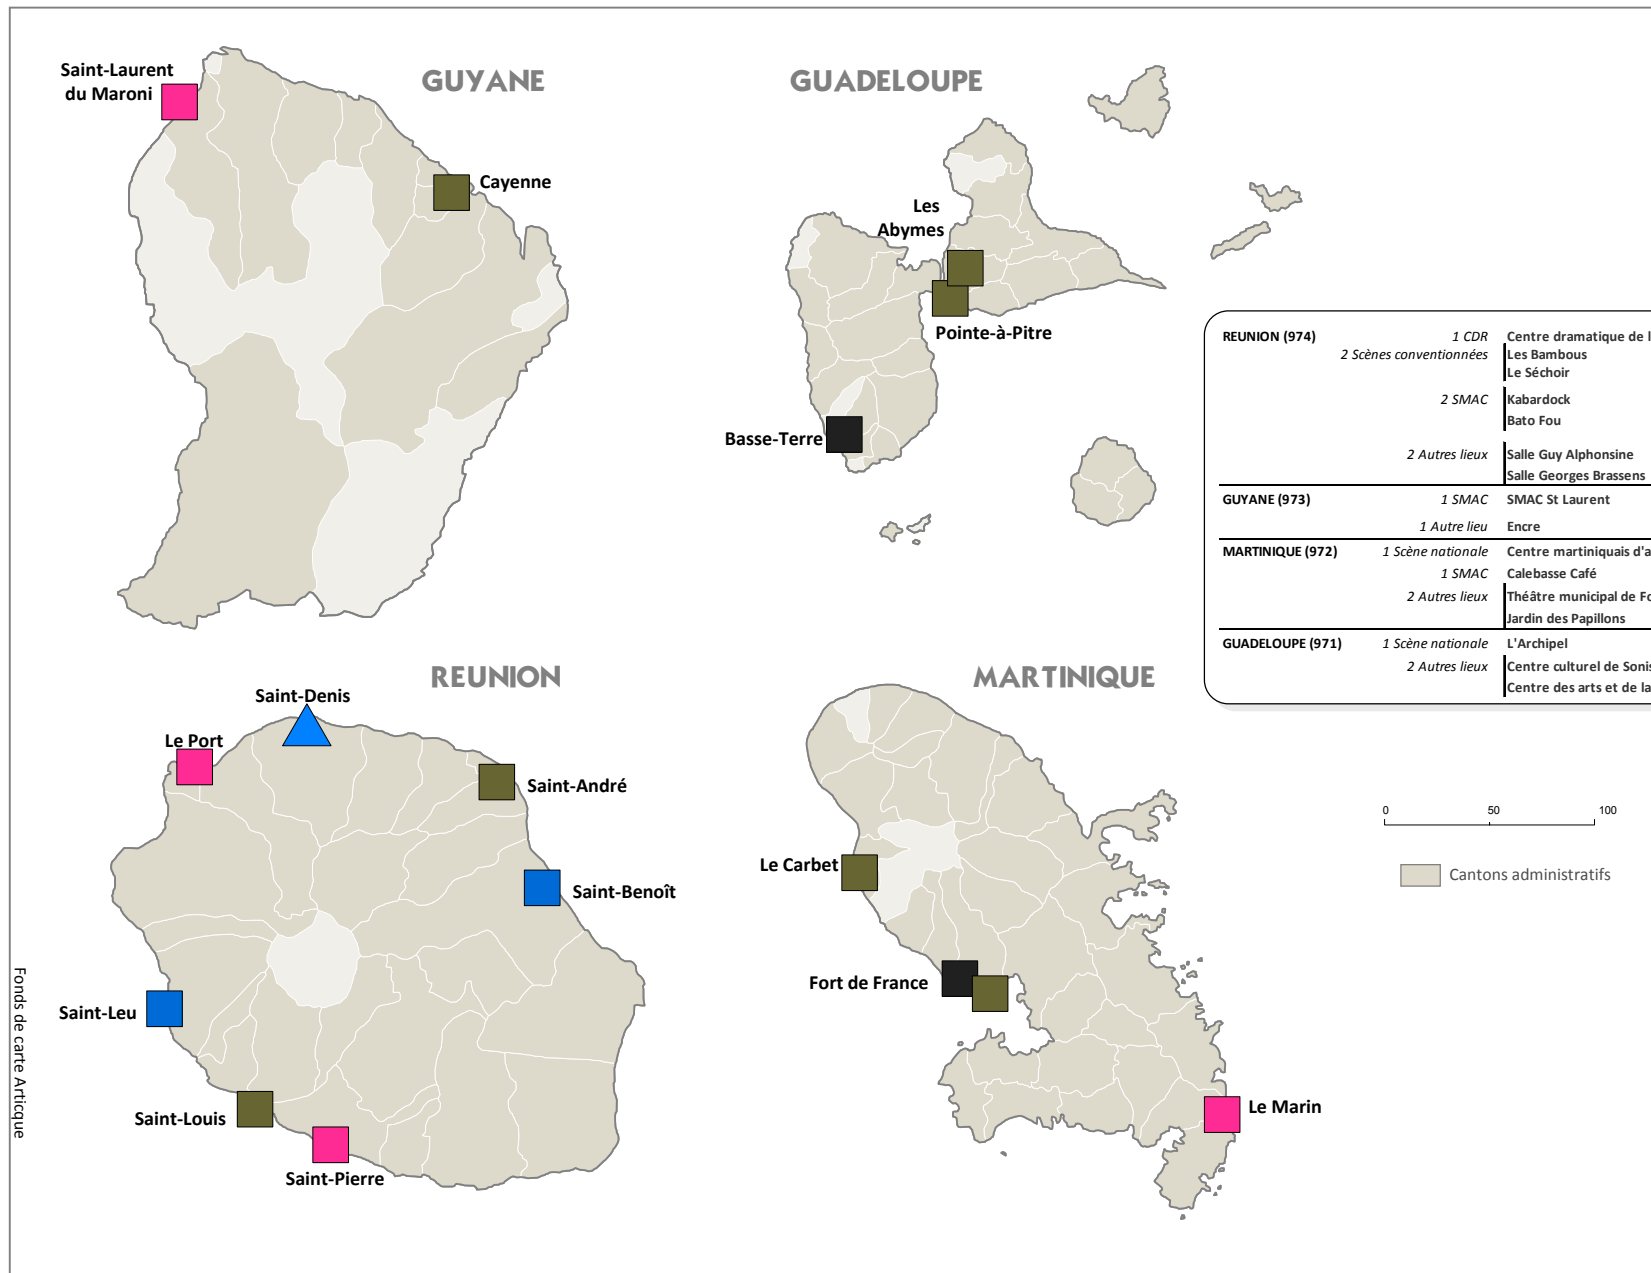 GUYANE
Saint-Laurent
du Maroni
Cayenne
GUADELOUPE
Les
Abymes
Pointe-à-Pitre
Basse-Terre
REUNION (974) 1 CDR Centre dramatique de l
2 Scènes conventionnées Les Bambous
Le Séchoir
2 SMAC Kabardock
Bato Fou
2 Autres lieux Salle Guy Alphonsine
Salle Georges Brassens
GUYANE (973) 1 SMAC SMAC St Laurent
1 Autre lieu Encre
MARTINIQUE (972) 1 Scène nationale Centre martiniquais d'a
1 SMAC Calebasse Café
2 Autres lieux Théâtre municipal de Fo
Jardin des Papillons
GUADELOUPE (971) 1 Scène nationale L'Archipel
2 Autres lieux Centre culturel de Sonis
Centre des arts et de la
REUNION
Saint-Denis
Le Port
Saint-André
Saint-Benoît
Saint-Leu
Saint-Louis
Saint-Pierre
MARTINIQUE
Le Carbet
Fort de France
Le Marin
0 50 100
Cantons administratifs
Fonds de carte Articque